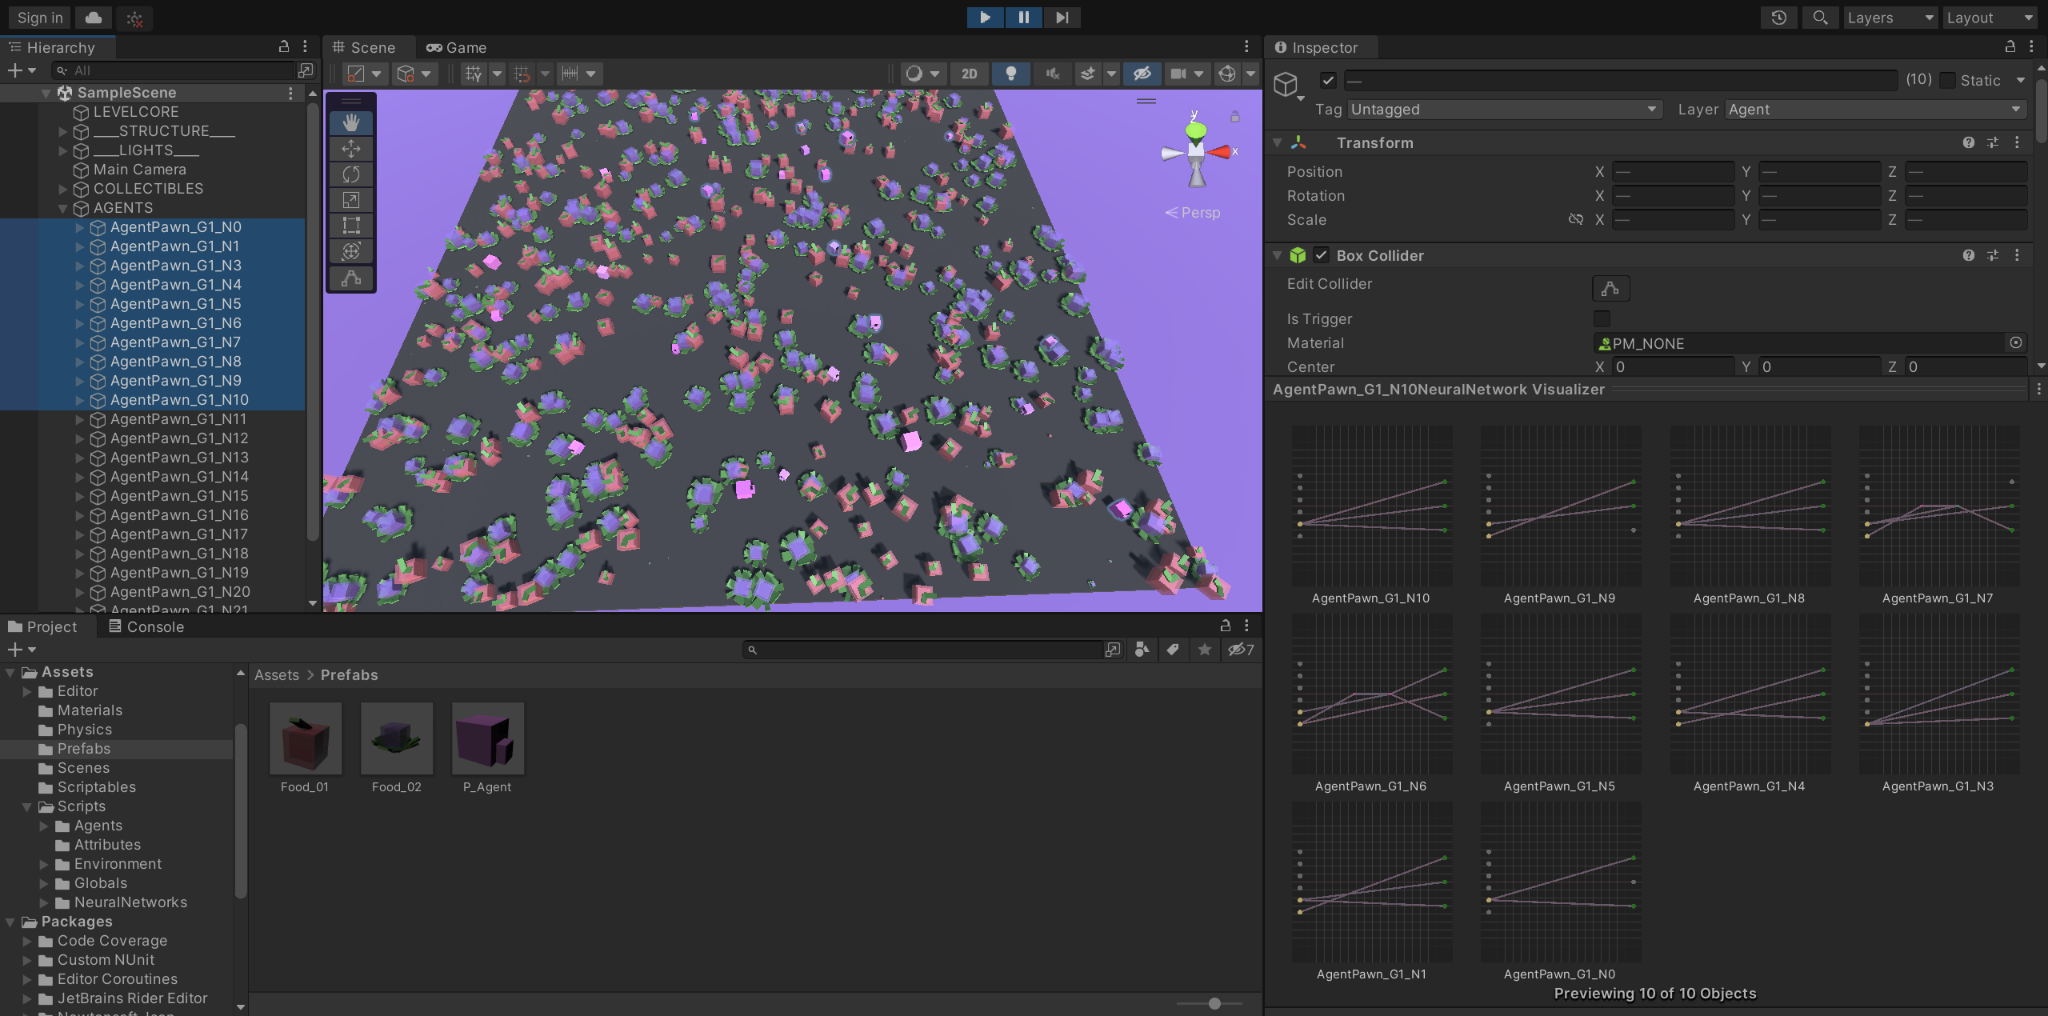 Sign in
Layers
Layout
Hierarchy
All
SampleScene
LEVELCORE
___STRUCTURE___
___LIGHTS___
Main Camera
COLLECTIBLES
AGENTS
AgentPawn_G1_N0
AgentPawn_G1_N1
AgentPawn_G1_N3
AgentPawn_G1_N4
AgentPawn_G1_N5
AgentPawn_G1_N6
AgentPawn_G1_N7
AgentPawn_G1_N8
AgentPawn_G1_N9
AgentPawn_G1_N10
AgentPawn_G1_N11
AgentPawn_G1_N12
AgentPawn_G1_N13
AgentPawn_G1_N14
AgentPawn_G1_N15
AgentPawn_G1_N16
AgentPawn_G1_N17
AgentPawn_G1_N18
AgentPawn_G1_N19
AgentPawn_G1_N20
AgentPawn_G1_N21
Scene
Game
2D
y
x
Persp
Inspector
—
(10)
Static
Tag Untagged
Layer Agent
Transform
Position X — Y — Z —
Rotation X — Y — Z —
Scale X — Y — Z —
Box Collider
Edit Collider
Is Trigger
Material PM_NONE
Center X 0 Y 0 Z 0
AgentPawn_G1_N10NeuralNetwork Visualizer
AgentPawn_G1_N10
AgentPawn_G1_N9
AgentPawn_G1_N8
AgentPawn_G1_N7
AgentPawn_G1_N6
AgentPawn_G1_N5
AgentPawn_G1_N4
AgentPawn_G1_N3
AgentPawn_G1_N1
AgentPawn_G1_N0
Previewing 10 of 10 Objects
Project
Console
7
Assets
Editor
Materials
Physics
Prefabs
Scenes
Scriptables
Scripts
Agents
Attributes
Environment
Globals
NeuralNetworks
Packages
Code Coverage
Custom NUnit
Editor Coroutines
JetBrains Rider Editor
Newtonsoft Json
Assets > Prefabs
Food_01
Food_02
P_Agent